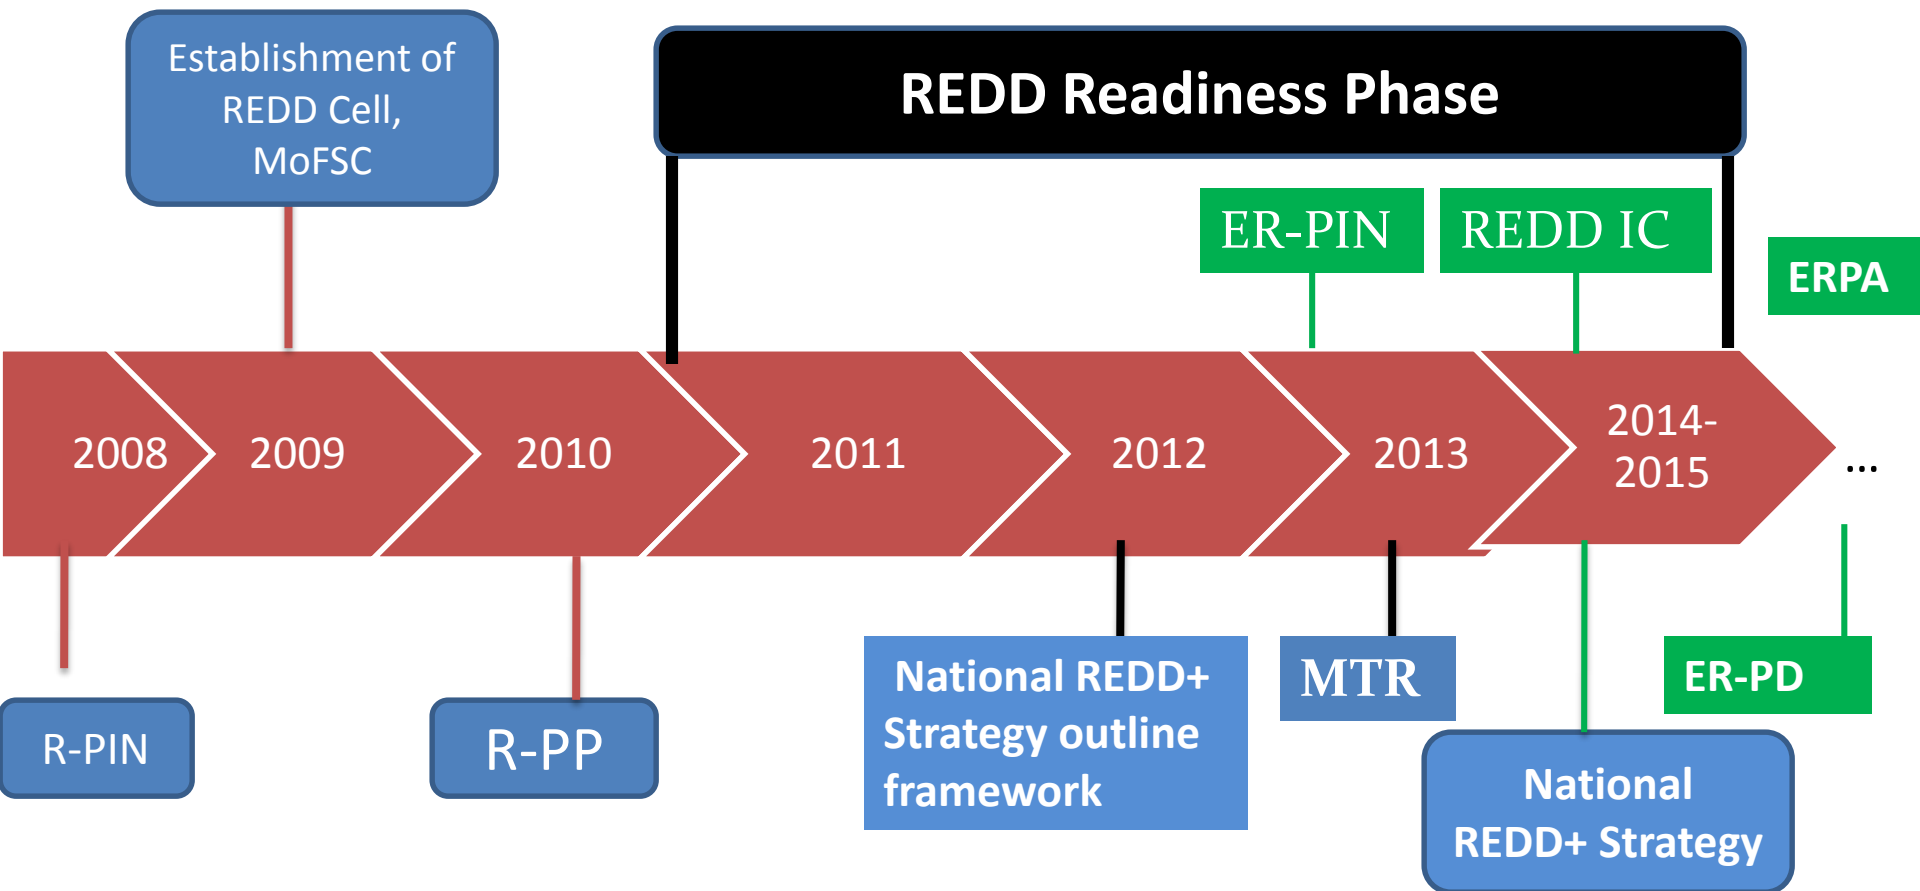 Establishment of
REDD Cell,
MoFSC
REDD Readiness Phase
ER-PIN
REDD IC
ERPA
2008
2009
2010
2011
2012
2013
2014-
2015
...
R-PIN
R-PP
National REDD+
Strategy outline
framework
MTR
ER-PD
National
REDD+ Strategy